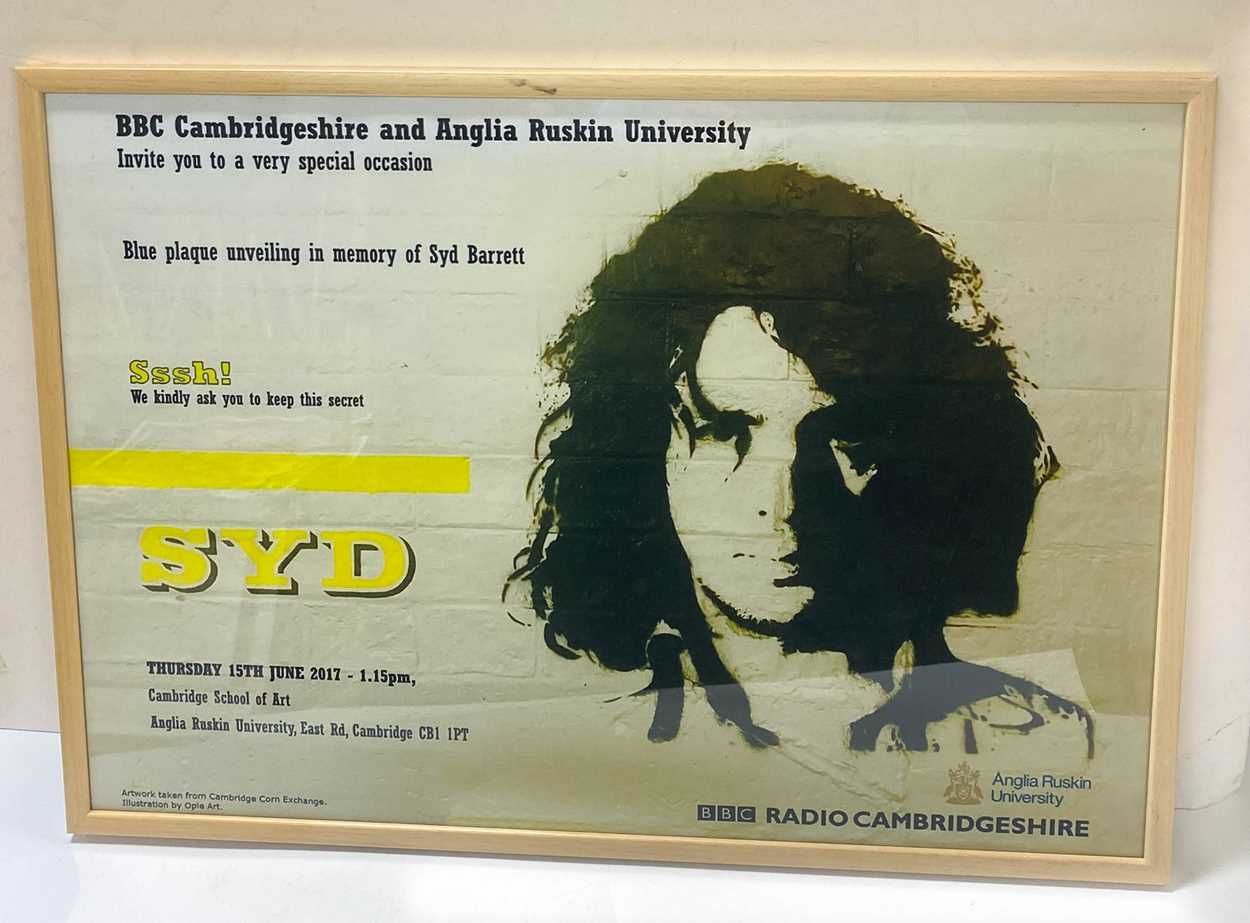 BBC Cambridgeshire and Anglia Ruskin University
Invite you to a very special occasion
Blue plaque unveiling in memory of Syd Barrett
Sssh!
We kindly ask you to keep this secret
SYD
THURSDAY 15TH JUNE 2017 - 1.15pm,
Cambridge School of Art
Anglia Ruskin University, East Rd, Cambridge CB1 1PT
Artwork taken from Cambridge Corn Exchange.
Illustration by Ople Art.
Anglia Ruskin
University
BBC RADIO CAMBRIDGESHIRE